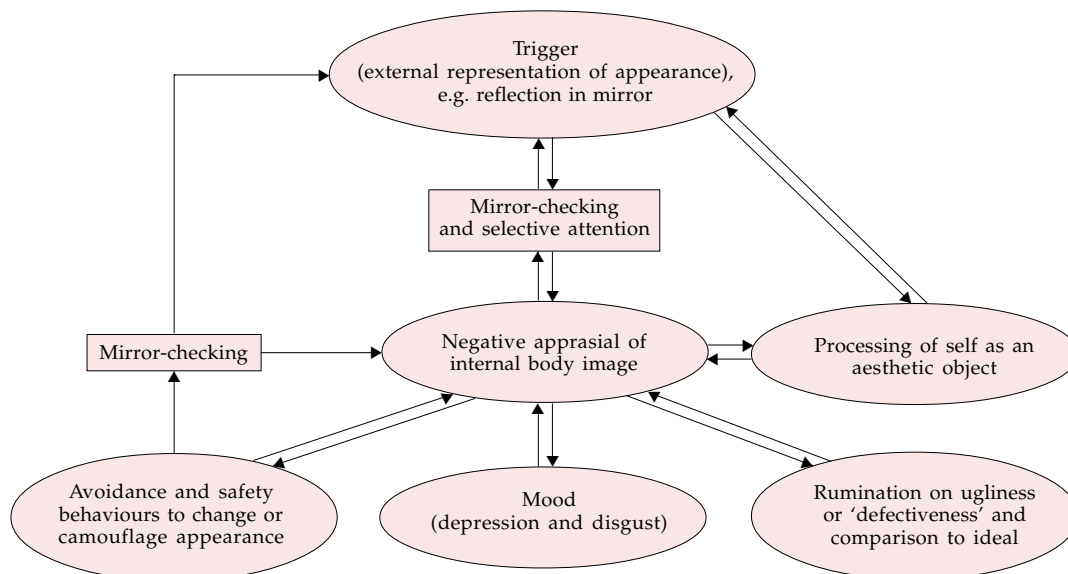 Trigger
(external representation of appearance),
e.g. reflection in mirror
Mirror-checking
and selective attention
Mirror-checking
Negative apprasial of
internal body image
Processing of self as an
aesthetic object
Avoidance and safety
behaviours to change or
camouflage appearance
Mood
(depression and disgust)
Rumination on ugliness
or ‘defectiveness’ and
comparison to ideal